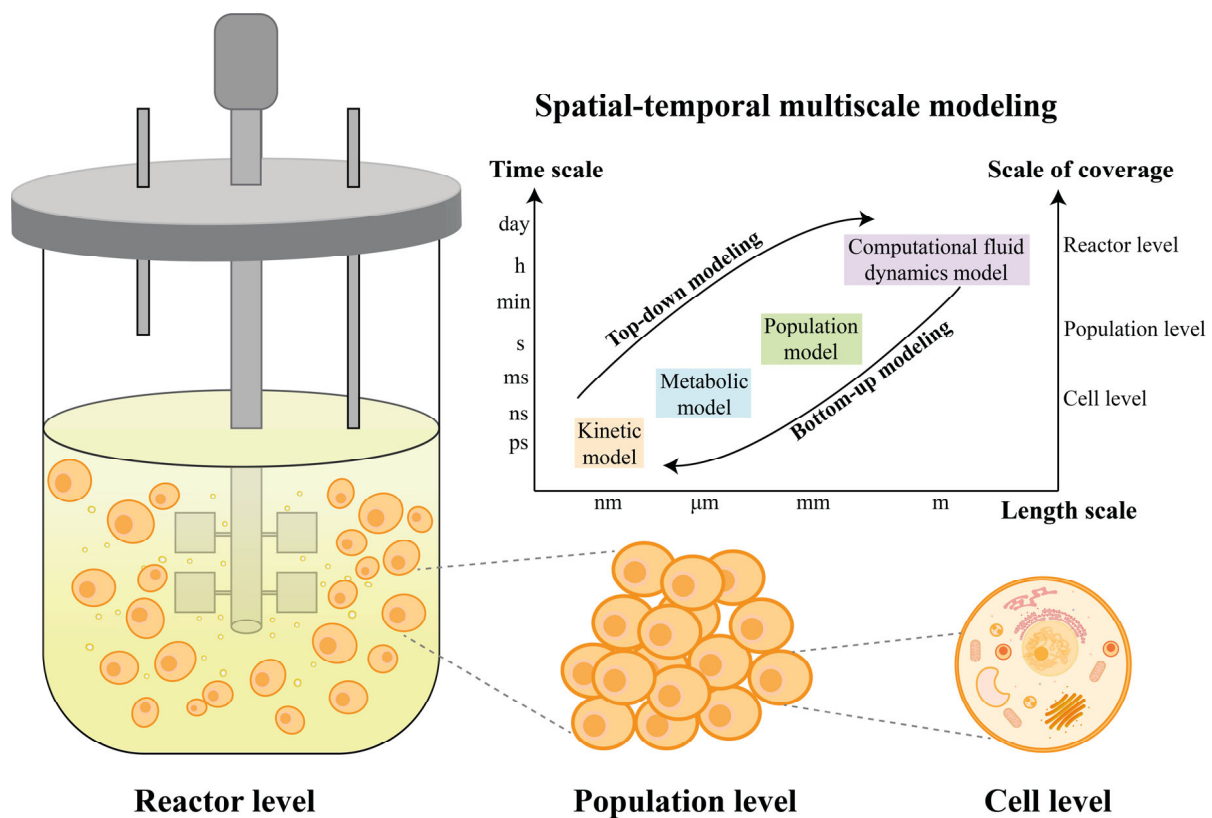 Spatial-temporal multiscale modeling
Time scale
Scale of coverage
day
h
min
s
ms
ns
ps
Top-down modeling
Computational fluid
dynamics model
Population
model
Metabolic
model
Kinetic
model
Bottom-up modeling
Reactor level
Population level
Cell level
nm
μm
mm
m
Length scale
Reactor level
Population level
Cell level